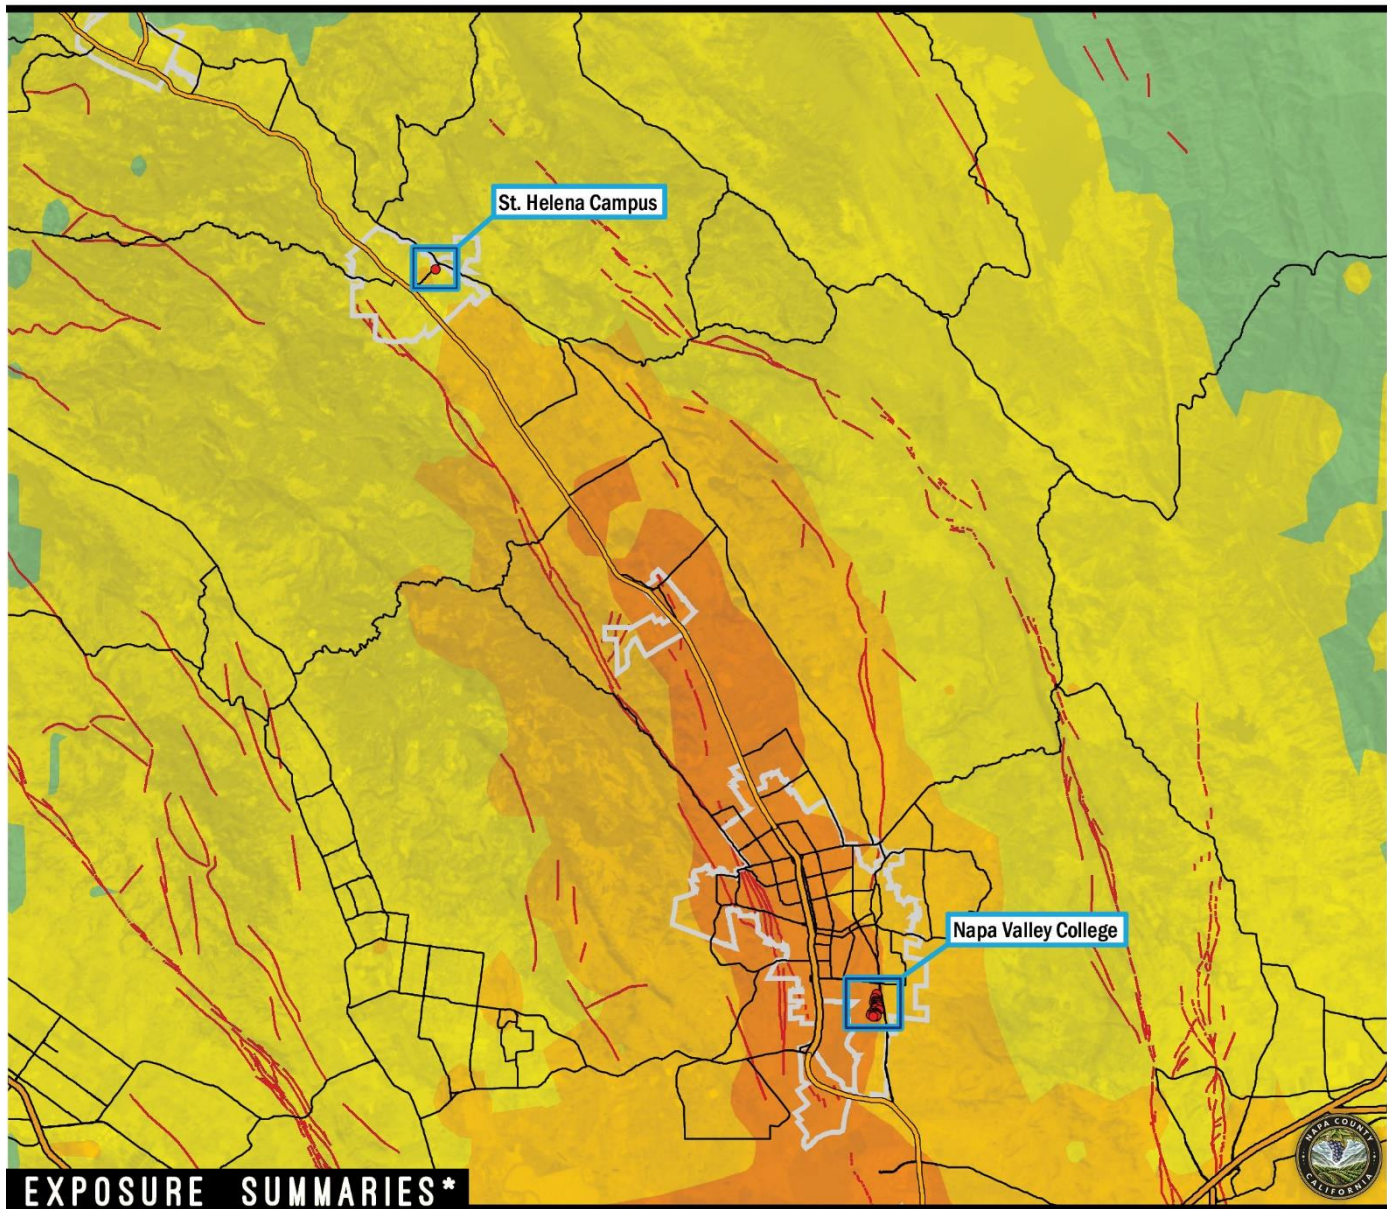 St. Helena Campus
Napa Valley College
NAPA COUNTY
CALIFORNIA
EXPOSURE SUMMARIES*